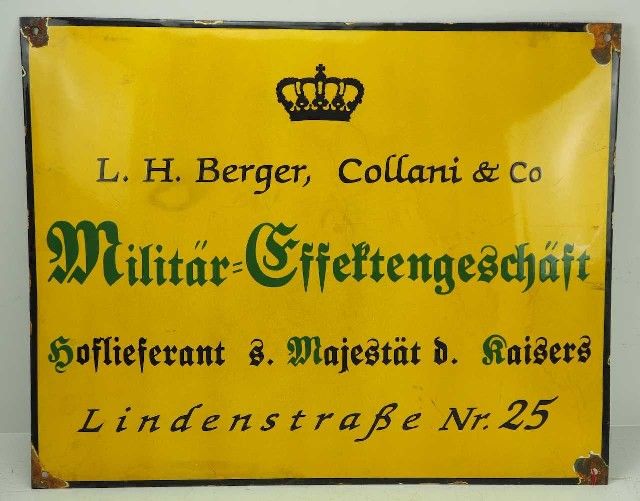 L. H. Berger, Collani & Co
Militär=Effektengeschäft
Hoflieferant s. Majestät d. Kaisers
Lindenstraße Nr. 25